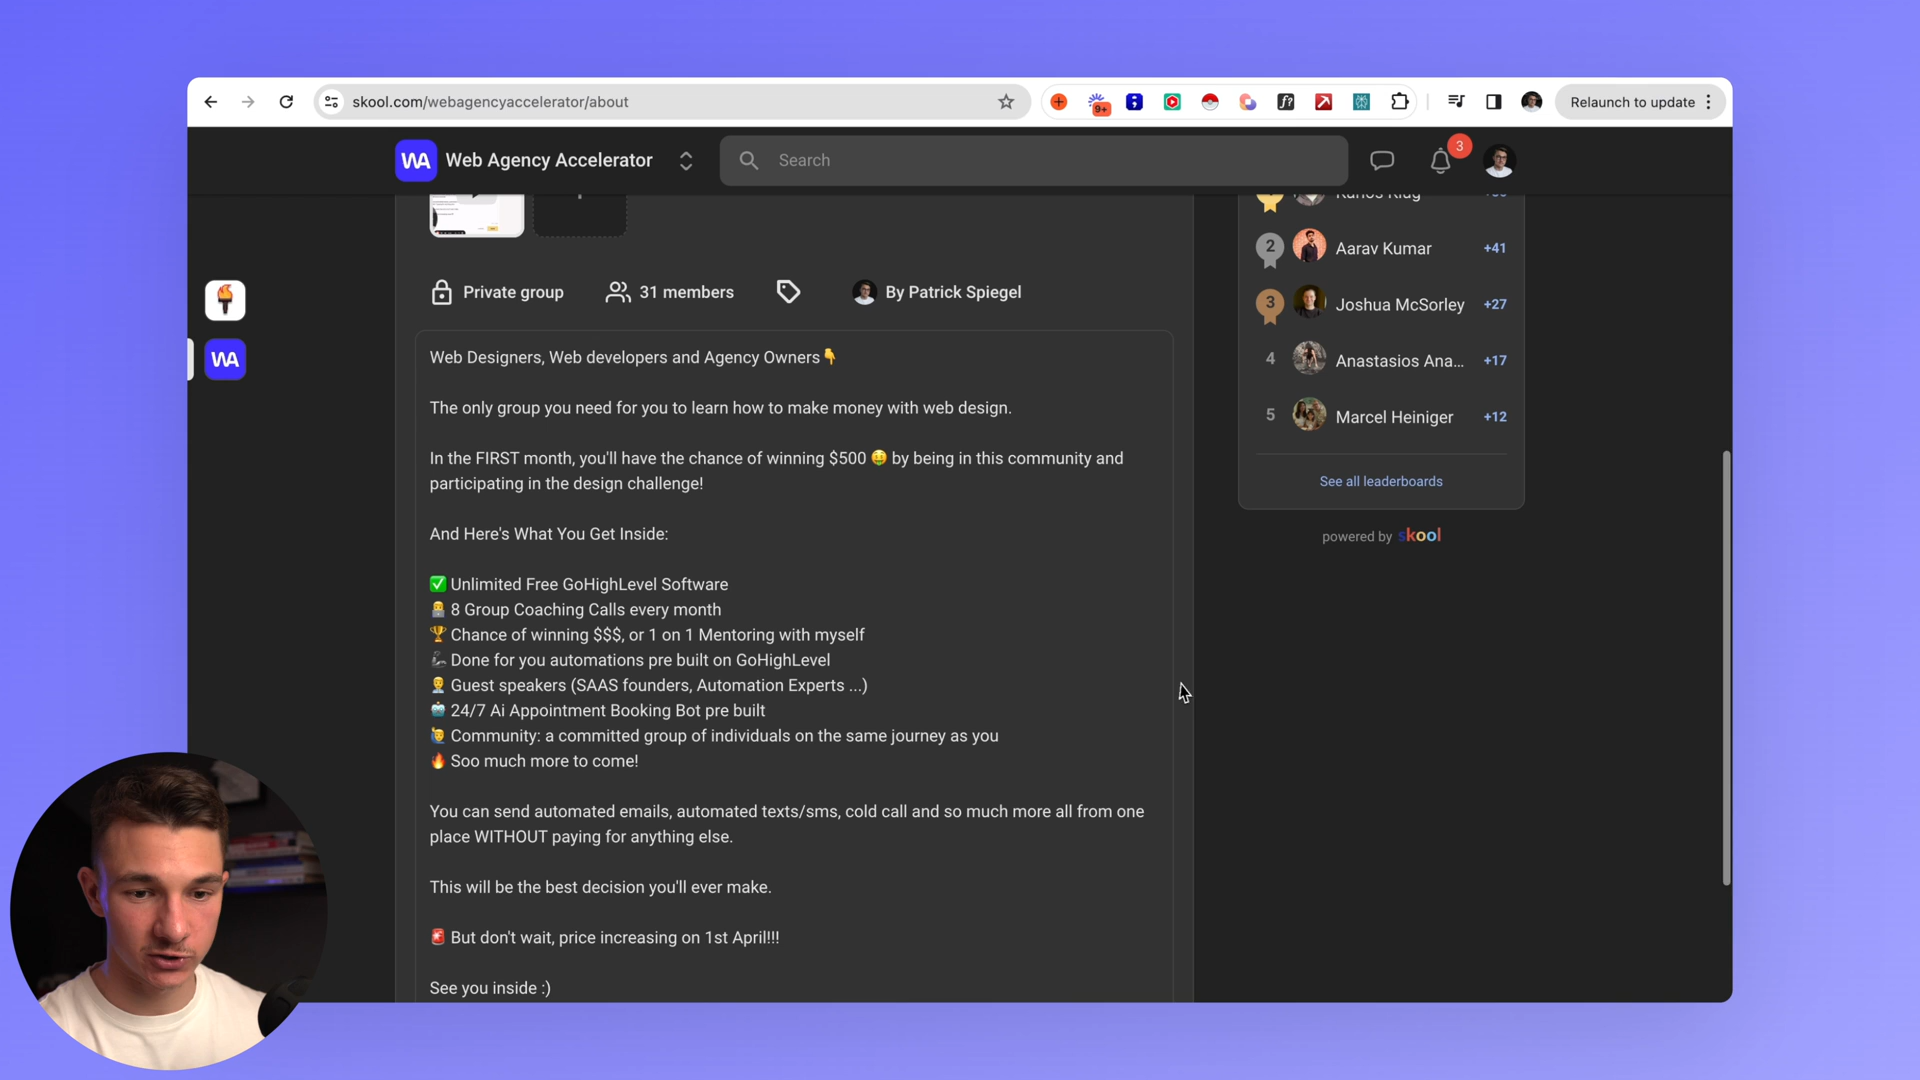 skool.com/webagencyaccelerator/about
9+
f?
Relaunch to update
WA
Web Agency Accelerator
Search
3
2
Aarav Kumar
+41
Private group
31 members
By Patrick Spiegel
3
Joshua McSorley
+27
WA
4
Anastasios Ana...
+17
5
Marcel Heiniger
+12
See all leaderboards
powered by skool
Web Designers, Web developers and Agency Owners👇
The only group you need for you to learn how to make money with web design.
In the FIRST month, you'll have the chance of winning $500 🤑 by being in this community and
participating in the design challenge!
And Here's What You Get Inside:
✅ Unlimited Free GoHighLevel Software
👨‍💻 8 Group Coaching Calls every month
🏆 Chance of winning $$$, or 1 on 1 Mentoring with myself
🦾 Done for you automations pre built on GoHighLevel
👨‍💼 Guest speakers (SAAS founders, Automation Experts ...)
🤖 24/7 Ai Appointment Booking Bot pre built
🙋‍♂️ Community: a committed group of individuals on the same journey as you
🔥 Soo much more to come!
You can send automated emails, automated texts/sms, cold call and so much more all from one
place WITHOUT paying for anything else.
This will be the best decision you'll ever make.
🚨 But don't wait, price increasing on 1st April!!!
See you inside :)